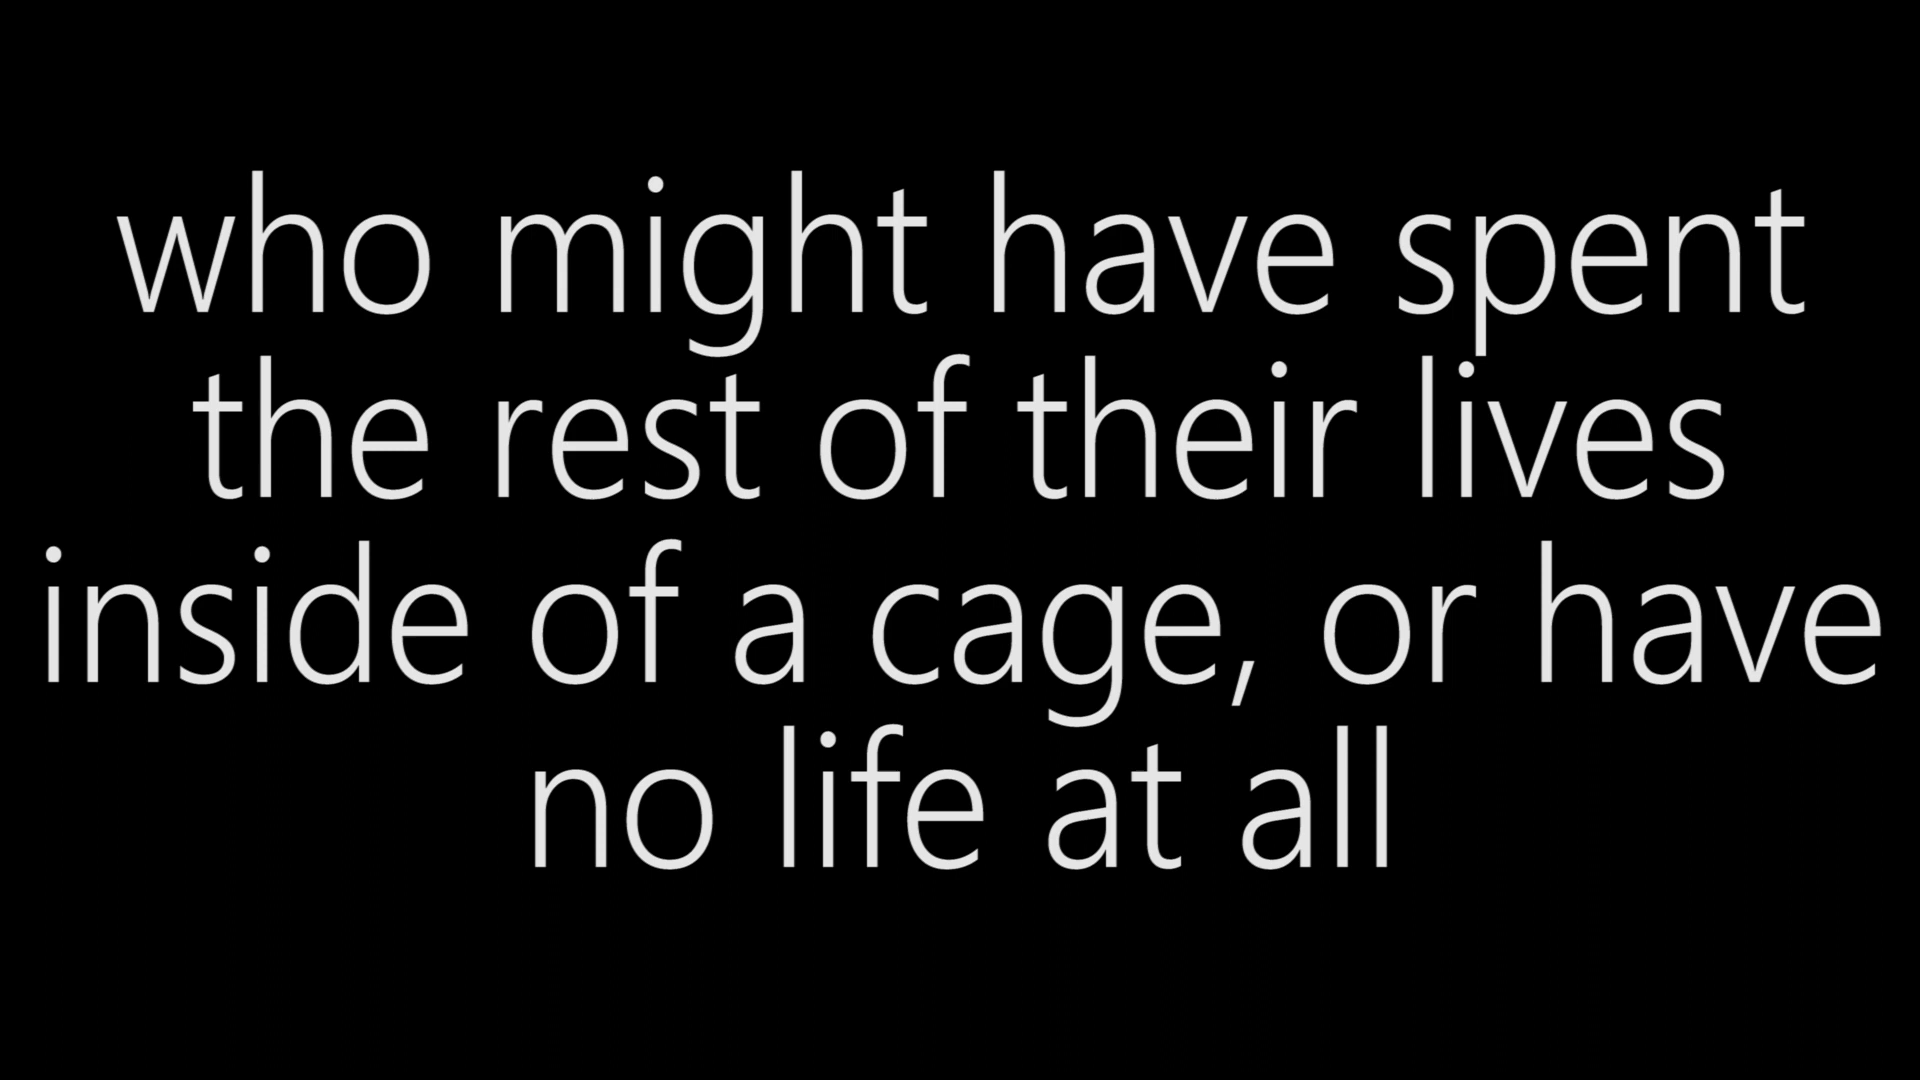 who might have spent
the rest of their lives
inside of a cage, or have
no life at all